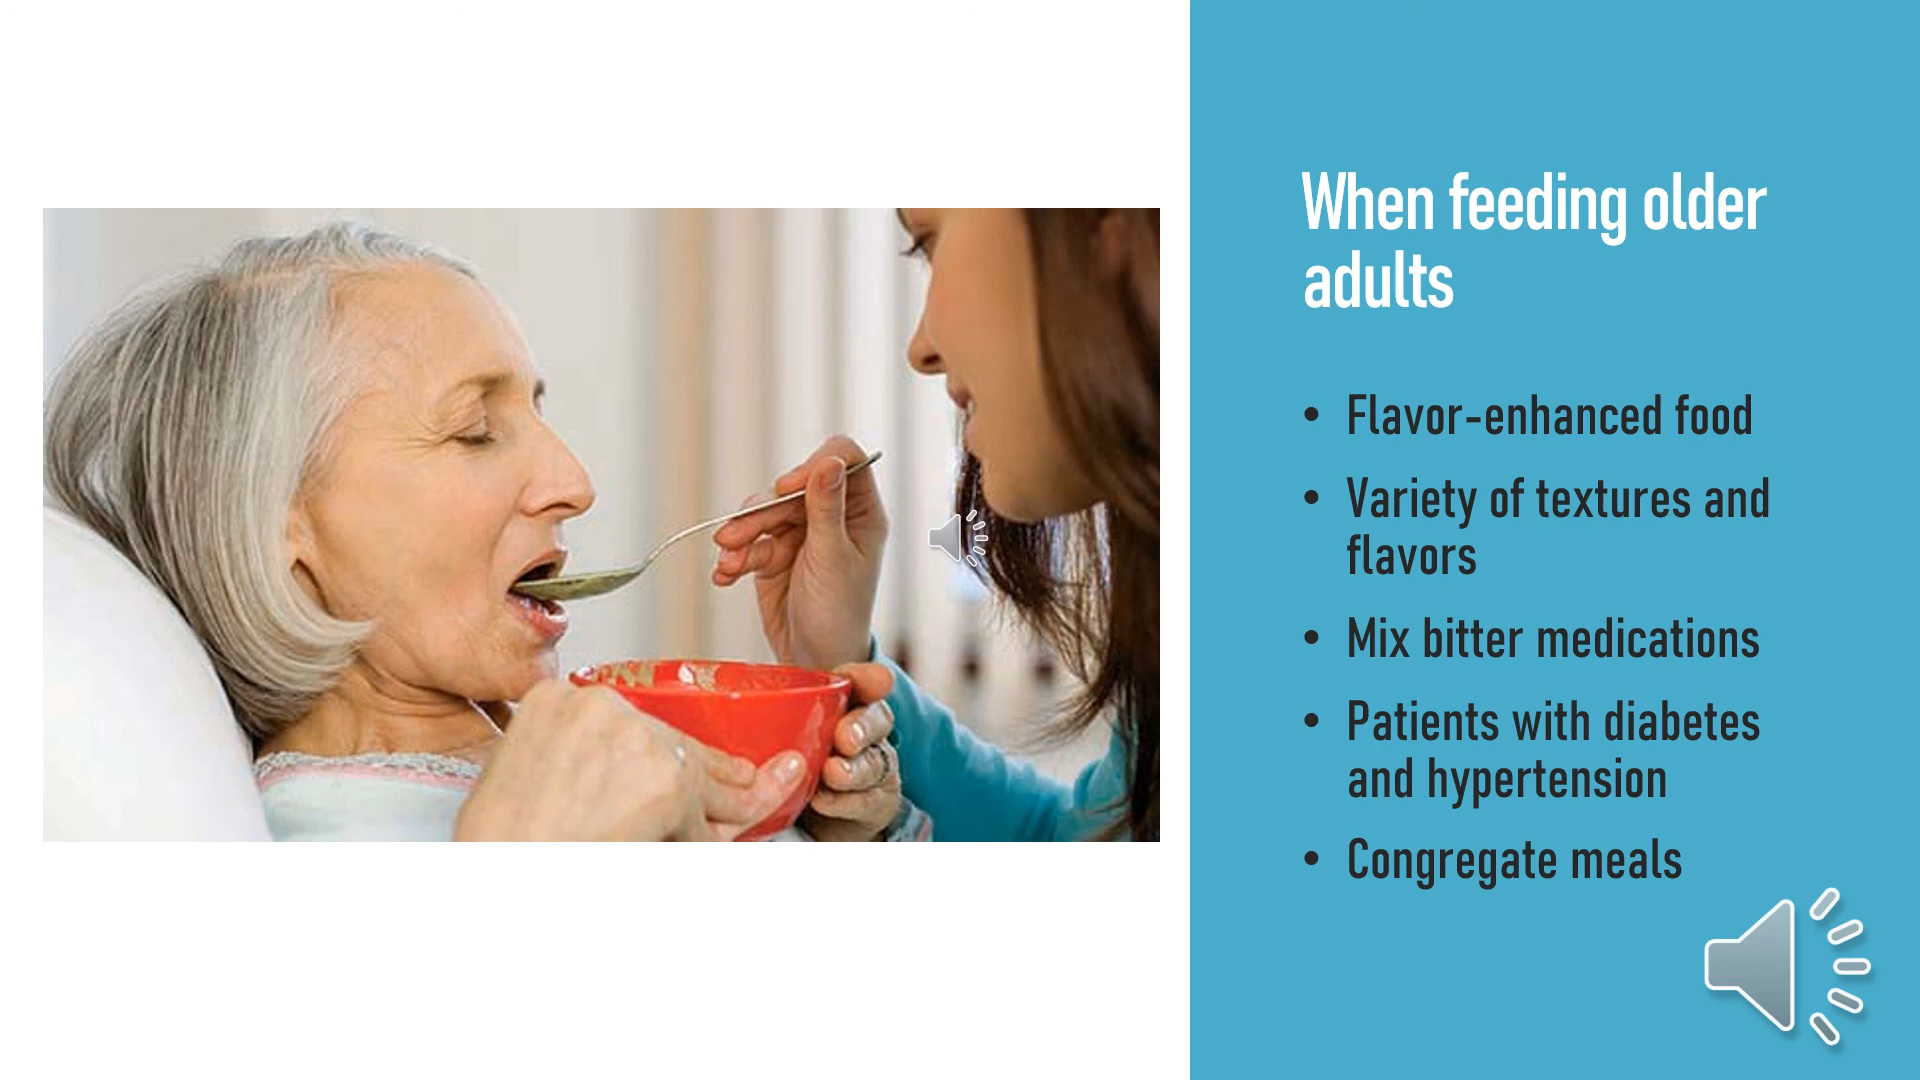 When feeding older
adults
• Flavor-enhanced food
• Variety of textures and
flavors
• Mix bitter medications
• Patients with diabetes
and hypertension
• Congregate meals